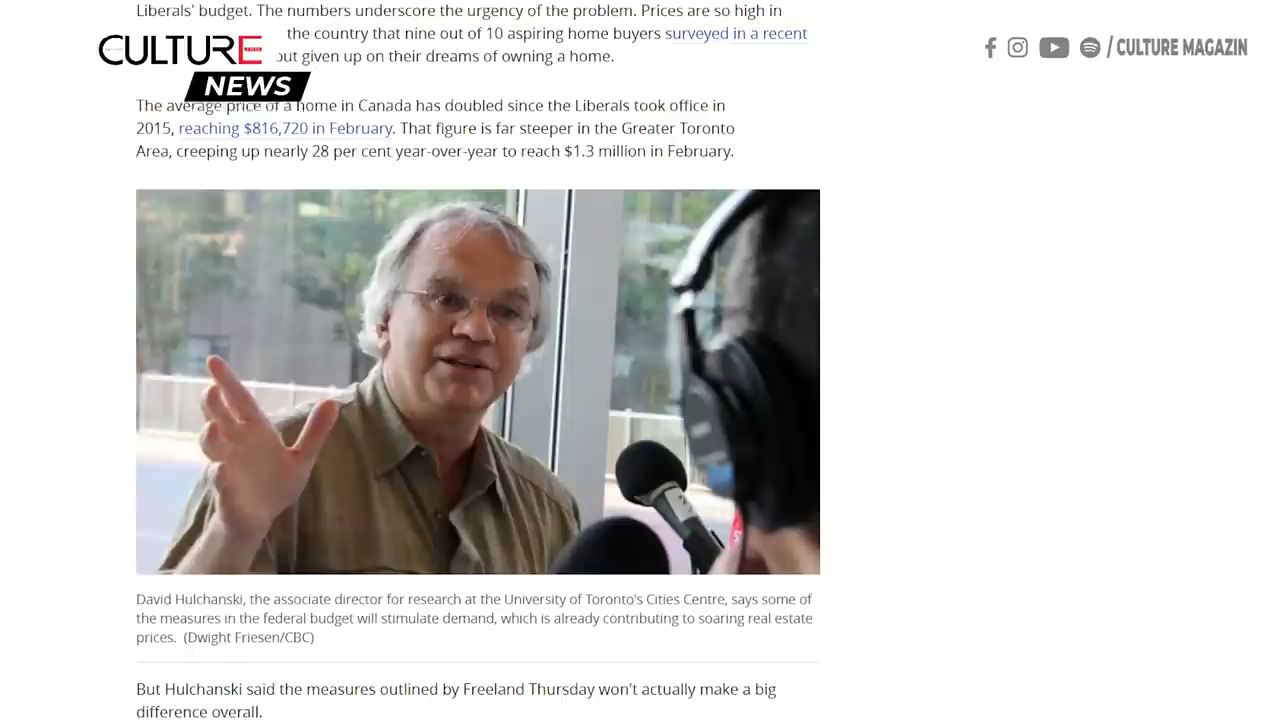 Liberals' budget. The numbers underscore the urgency of the problem. Prices are so high in
the country that nine out of 10 aspiring home buyers surveyed in a recent
but given up on their dreams of owning a home.
CULTURE
NEWS
/ CULTURE MAGAZIN
The average price of a home in Canada has doubled since the Liberals took office in
2015, reaching $816,720 in February. That figure is far steeper in the Greater Toronto
Area, creeping up nearly 28 per cent year-over-year to reach $1.3 million in February.
David Hulchanski, the associate director for research at the University of Toronto's Cities Centre, says some of
the measures in the federal budget will stimulate demand, which is already contributing to soaring real estate
prices. (Dwight Friesen/CBC)
But Hulchanski said the measures outlined by Freeland Thursday won't actually make a big
difference overall.